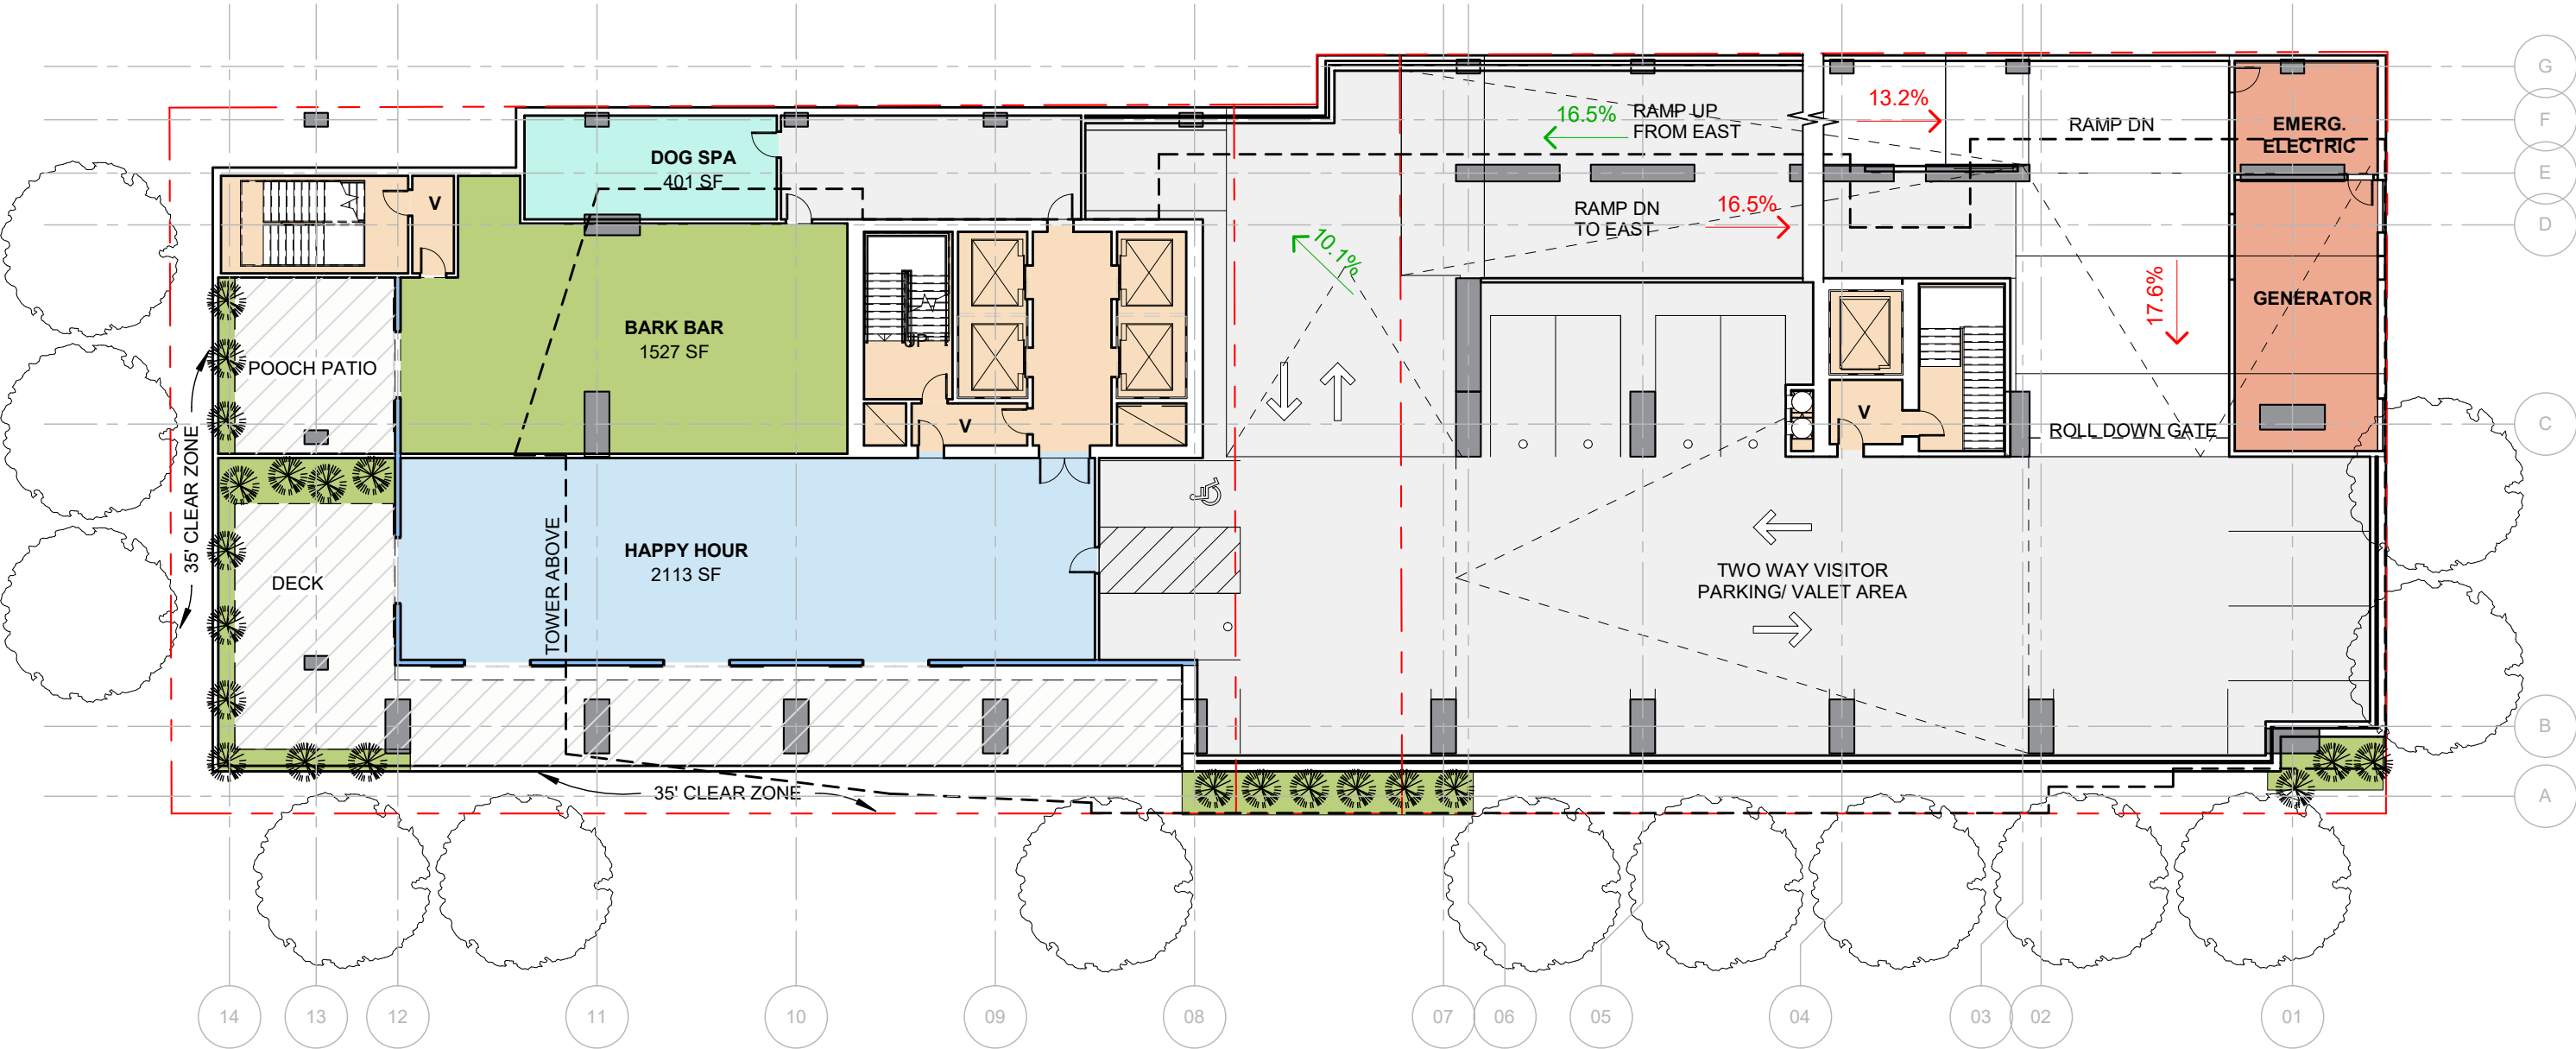 G
13.2%
16.5%
RAMP UP
FROM EAST
RAMP DN
EMERG.
ELECTRIC
F
DOG SPA
401 SF
E
V
16.5%
RAMP DN
TO EAST
D
10.1%
17.6%
GENERATOR
BARK BAR
1527 SF
POOCH PATIO
35' CLEAR ZONE
V
V
ROLL DOWN GATE
C
TOWER ABOVE
HAPPY HOUR
2113 SF
DECK
TWO WAY VISITOR
PARKING/ VALET AREA
B
35' CLEAR ZONE
A
14
13
12
11
10
09
08
07
06
05
04
03
02
01